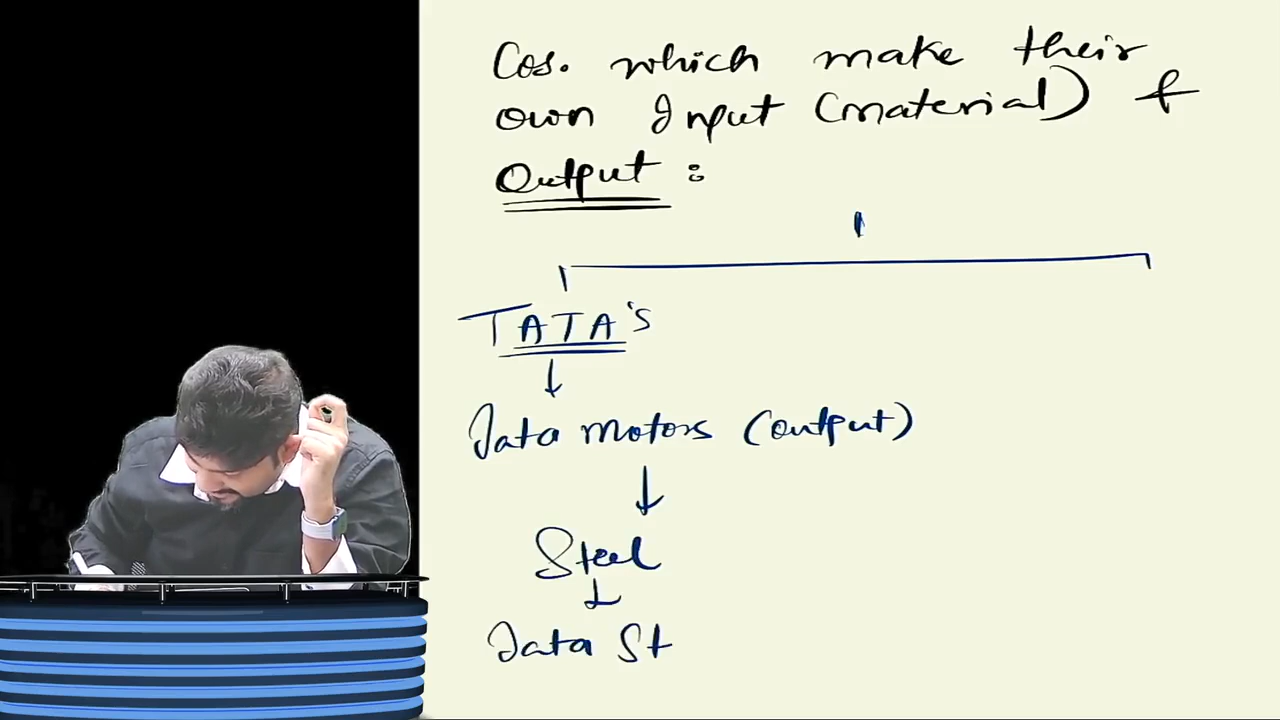 Cos. which make their
own Input (material) &
Output :
TATA's
↓
Tata Motors (output)
↓
Steel
↓
Tata St